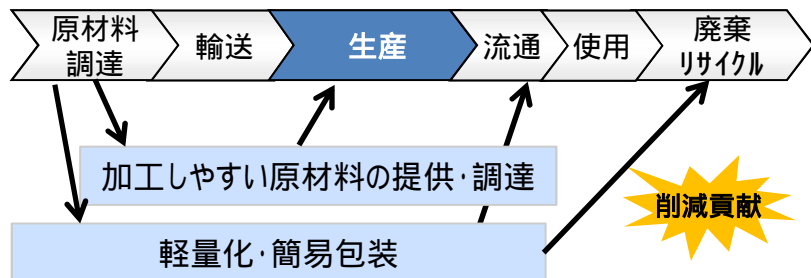 原材料
調達
輸送
生産
流通
使用
廃棄
ﾘｻｲｸﾙ
加工しやすい原材料の提供･調達
軽量化･簡易包装
削減貢献